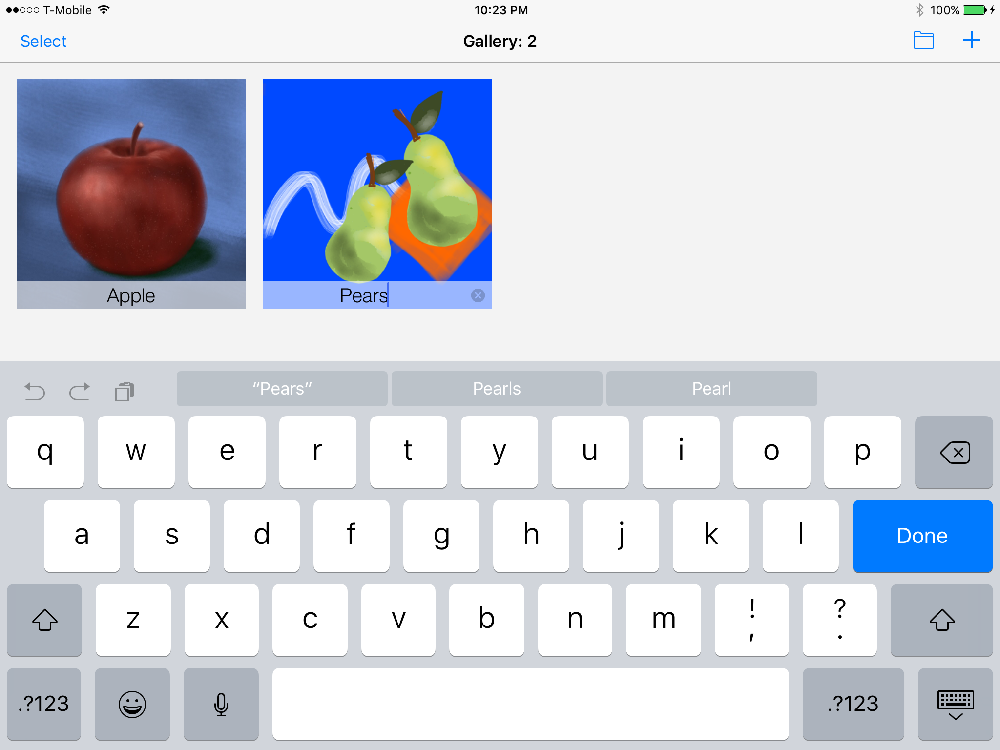 T-Mobile 10:23 PM 100%
Select Gallery: 2
Apple Pears
“Pears” Pearls Pearl
q w e r t y u i o p
a s d f g h j k l Done
z x c v b n m ! , ? .
.?123 .?123